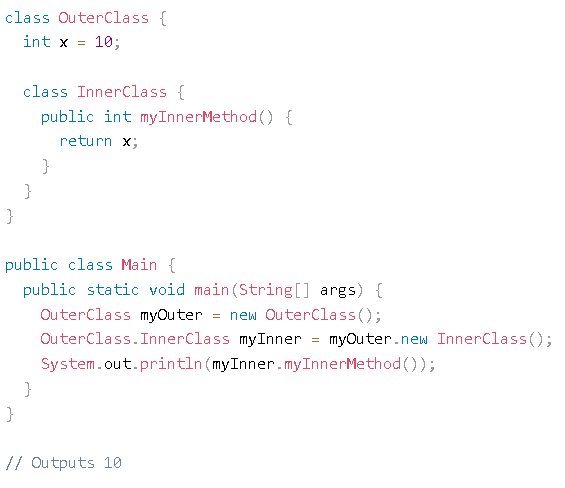 class OuterClass {
  int x = 10;

  class InnerClass {
    public int myInnerMethod() {
      return x;
    }
  }
}

public class Main {
  public static void main(String[] args) {
    OuterClass myOuter = new OuterClass();
    OuterClass.InnerClass myInner = myOuter.new InnerClass();
    System.out.println(myInner.myInnerMethod());
  }
}

// Outputs 10